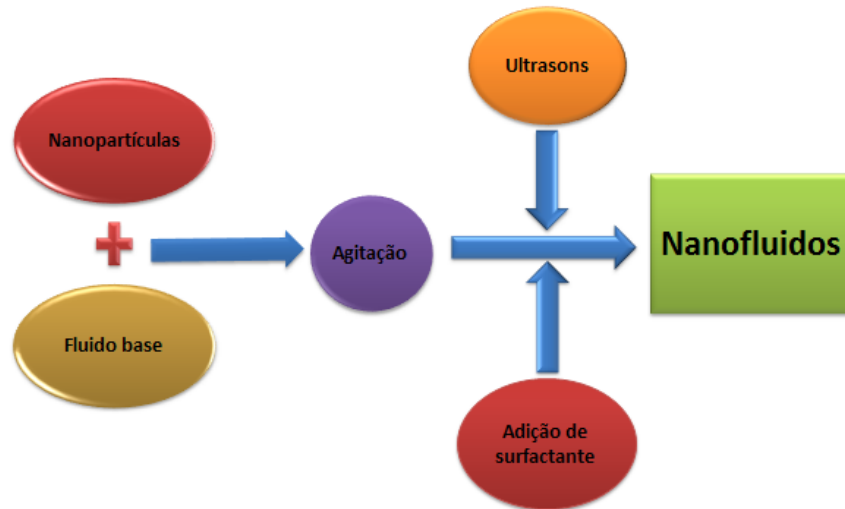 Ultrasons
Nanopartículas
+
Agitação
Nanofluidos
Fluido base
Adição de
surfactante